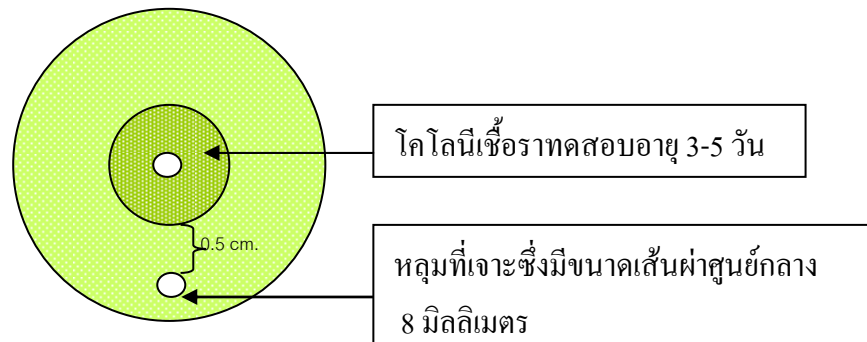 โคโลนีเชื้อราทดสอบอายุ 3-5 วัน
0.5 cm.
หลุมที่เจาะซึ่งมีขนาดเส้นผ่าศูนย์กลาง
8 มิลลิเมตร